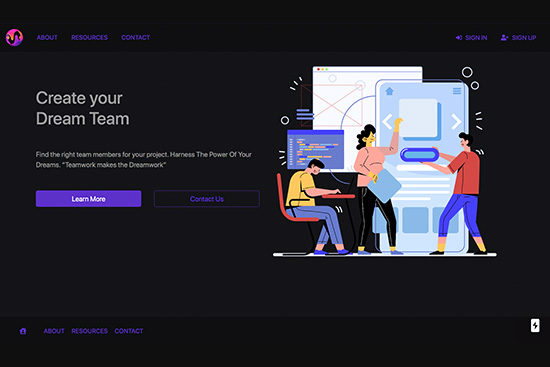 ABOUT RESOURCES CONTACT SIGN IN SIGN UP
Create your
Dream Team
Find the right team members for your project. Harness The Power Of Your
Dreams. “Teamwork makes the Dreamwork”
Learn More Contact Us
ABOUT RESOURCES CONTACT